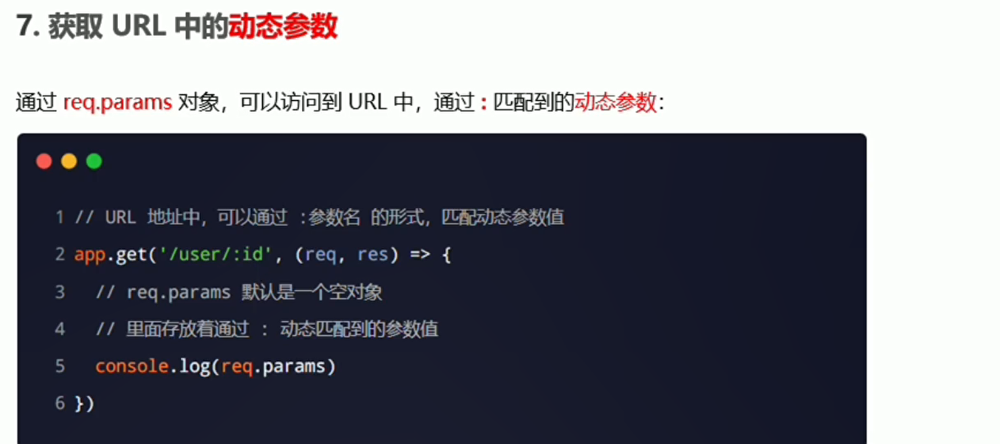 7. 获取 URL 中的动态参数
通过 req.params 对象，可以访问到 URL 中，通过 : 匹配到的动态参数：
1 // URL 地址中，可以通过 :参数名 的形式，匹配动态参数值
2 app.get('/user/:id', (req, res) => {
3   // req.params 默认是一个空对象
4   // 里面存放着通过 : 动态匹配到的参数值
5   console.log(req.params)
6 })